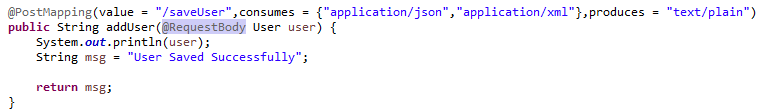 @PostMapping(value = "/saveUser",consumes = {"application/json","application/xml"},produces = "text/plain")
public String addUser(@RequestBody User user) {
System.out.println(user);
String msg = "User Saved Successfully";
return msg;
}